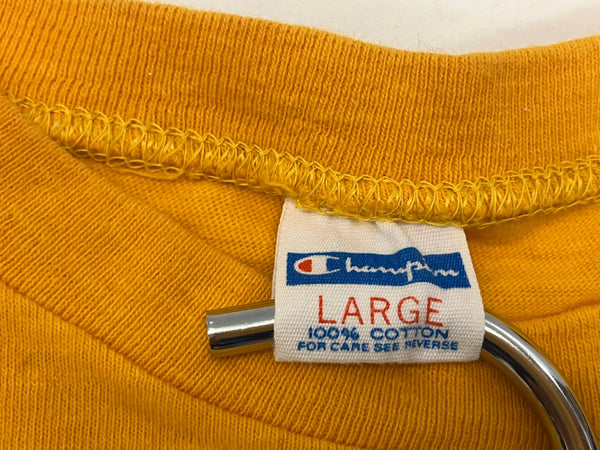 Champion
LARGE
100% COTTON
FOR CARE SEE REVERSE